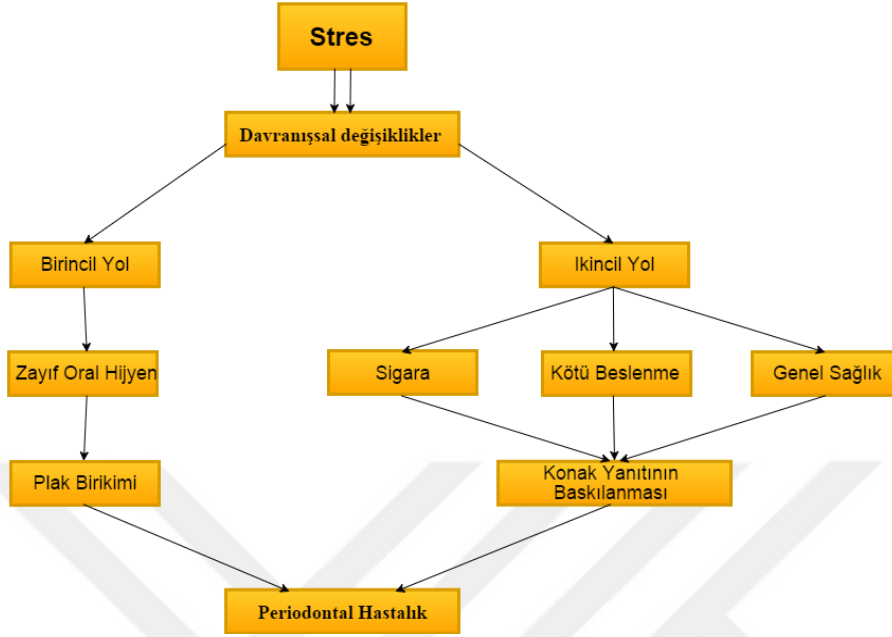 Stres
Davranışsal değişiklikler
Birincil Yol
Ikincil Yol
Zayıf Oral Hijyen
Sigara
Kötü Beslenme
Genel Sağlık
Plak Birikimi
Konak Yanıtının
Baskılanması
Periodontal Hastalık